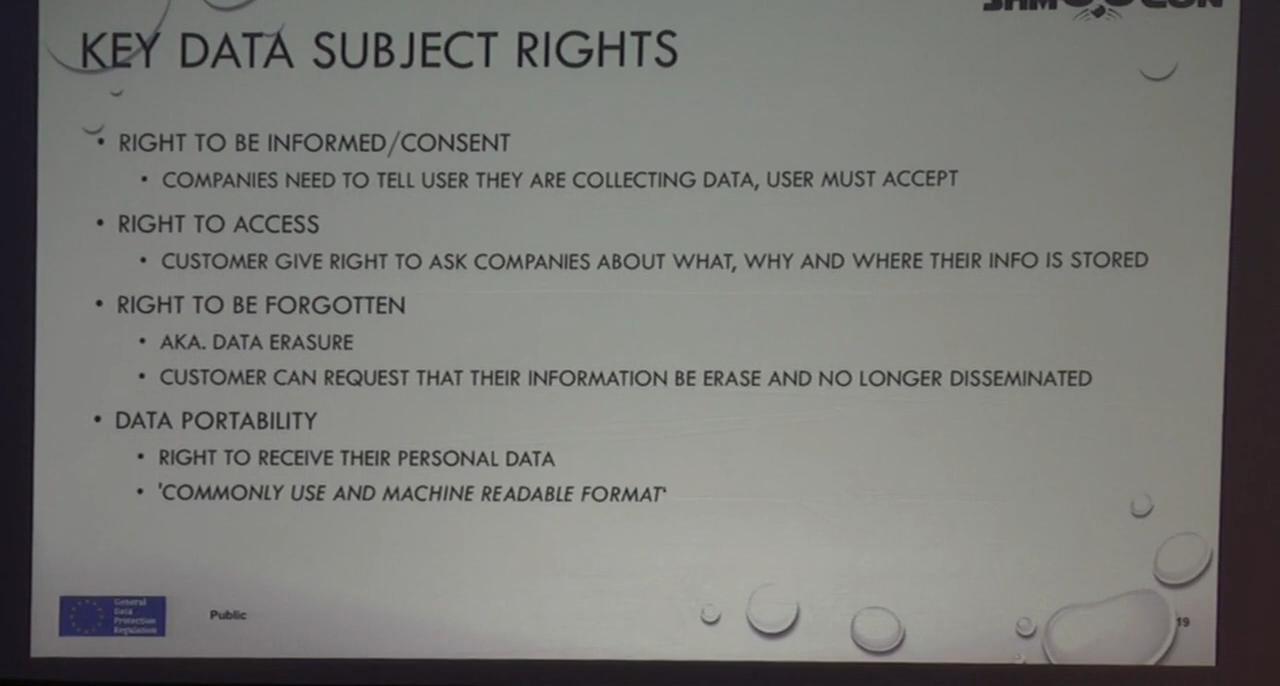 KEY DATA SUBJECT RIGHTS
• RIGHT TO BE INFORMED/CONSENT
• COMPANIES NEED TO TELL USER THEY ARE COLLECTING DATA, USER MUST ACCEPT
• RIGHT TO ACCESS
• CUSTOMER GIVE RIGHT TO ASK COMPANIES ABOUT WHAT, WHY AND WHERE THEIR INFO IS STORED
• RIGHT TO BE FORGOTTEN
• AKA. DATA ERASURE
• CUSTOMER CAN REQUEST THAT THEIR INFORMATION BE ERASE AND NO LONGER DISSEMINATED
• DATA PORTABILITY
• RIGHT TO RECEIVE THEIR PERSONAL DATA
• 'COMMONLY USE AND MACHINE READABLE FORMAT'
General
Data
Protection
Regulation
Public
19